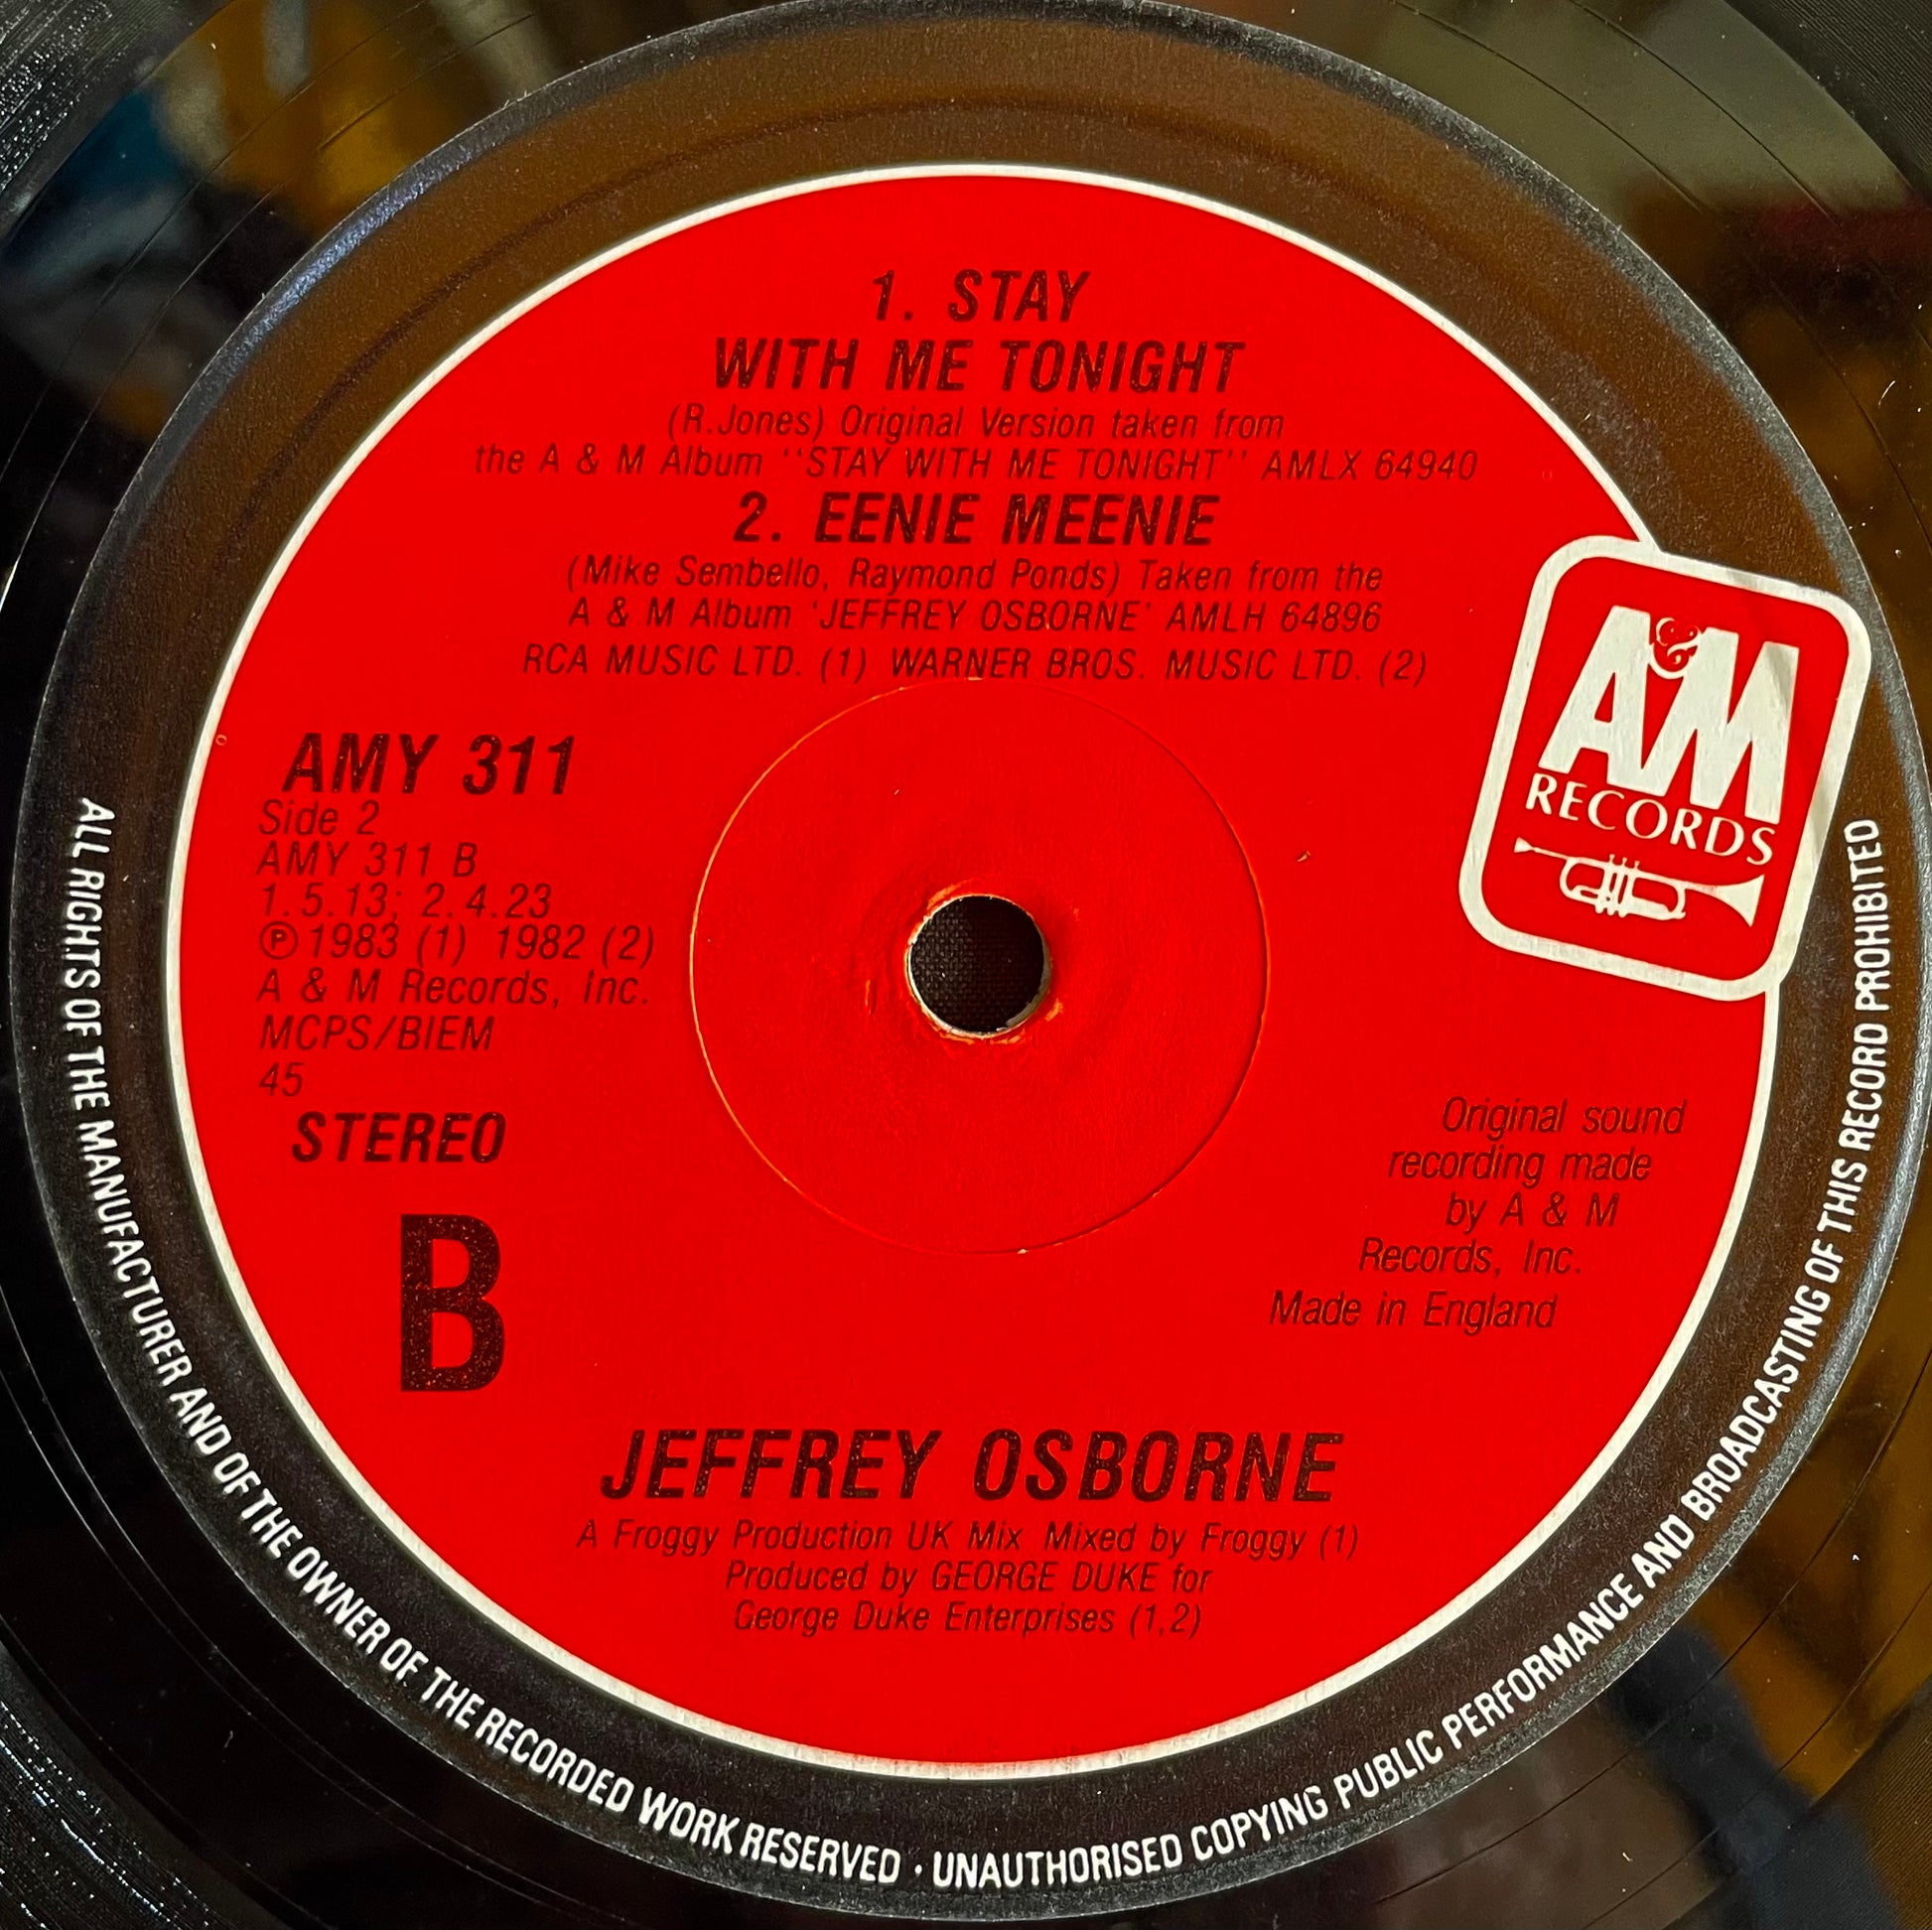 1. STAY
WITH ME TONIGHT
(R.Jones) Original Version taken from
the A & M Album ''STAY WITH ME TONIGHT'' AMLX 64940
2. EENIE MEENIE
(Mike Sembello, Raymond Ponds) Taken from the
A & M Album 'JEFFREY OSBORNE' AMLH 64896
RCA MUSIC LTD. (1) WARNER BROS. MUSIC LTD. (2)
A&M
RECORDS
AMY 311
Side 2
AMY 311 B
1.5.13; 2.4.23
Ⓟ1983 (1) 1982 (2)
A & M Records, Inc.
MCPS/BIEM
45
STEREO
B
Original sound
recording made
by A & M
Records, Inc.
Made in England
JEFFREY OSBORNE
A Froggy Production UK Mix Mixed by Froggy (1)
Produced by GEORGE DUKE for
George Duke Enterprises (1,2)
ALL RIGHTS OF THE MANUFACTURER AND OF THE OWNER OF THE RECORDED WORK RESERVED · UNAUTHORISED COPYING PUBLIC PERFORMANCE AND BROADCASTING OF THIS RECORD PROHIBITED